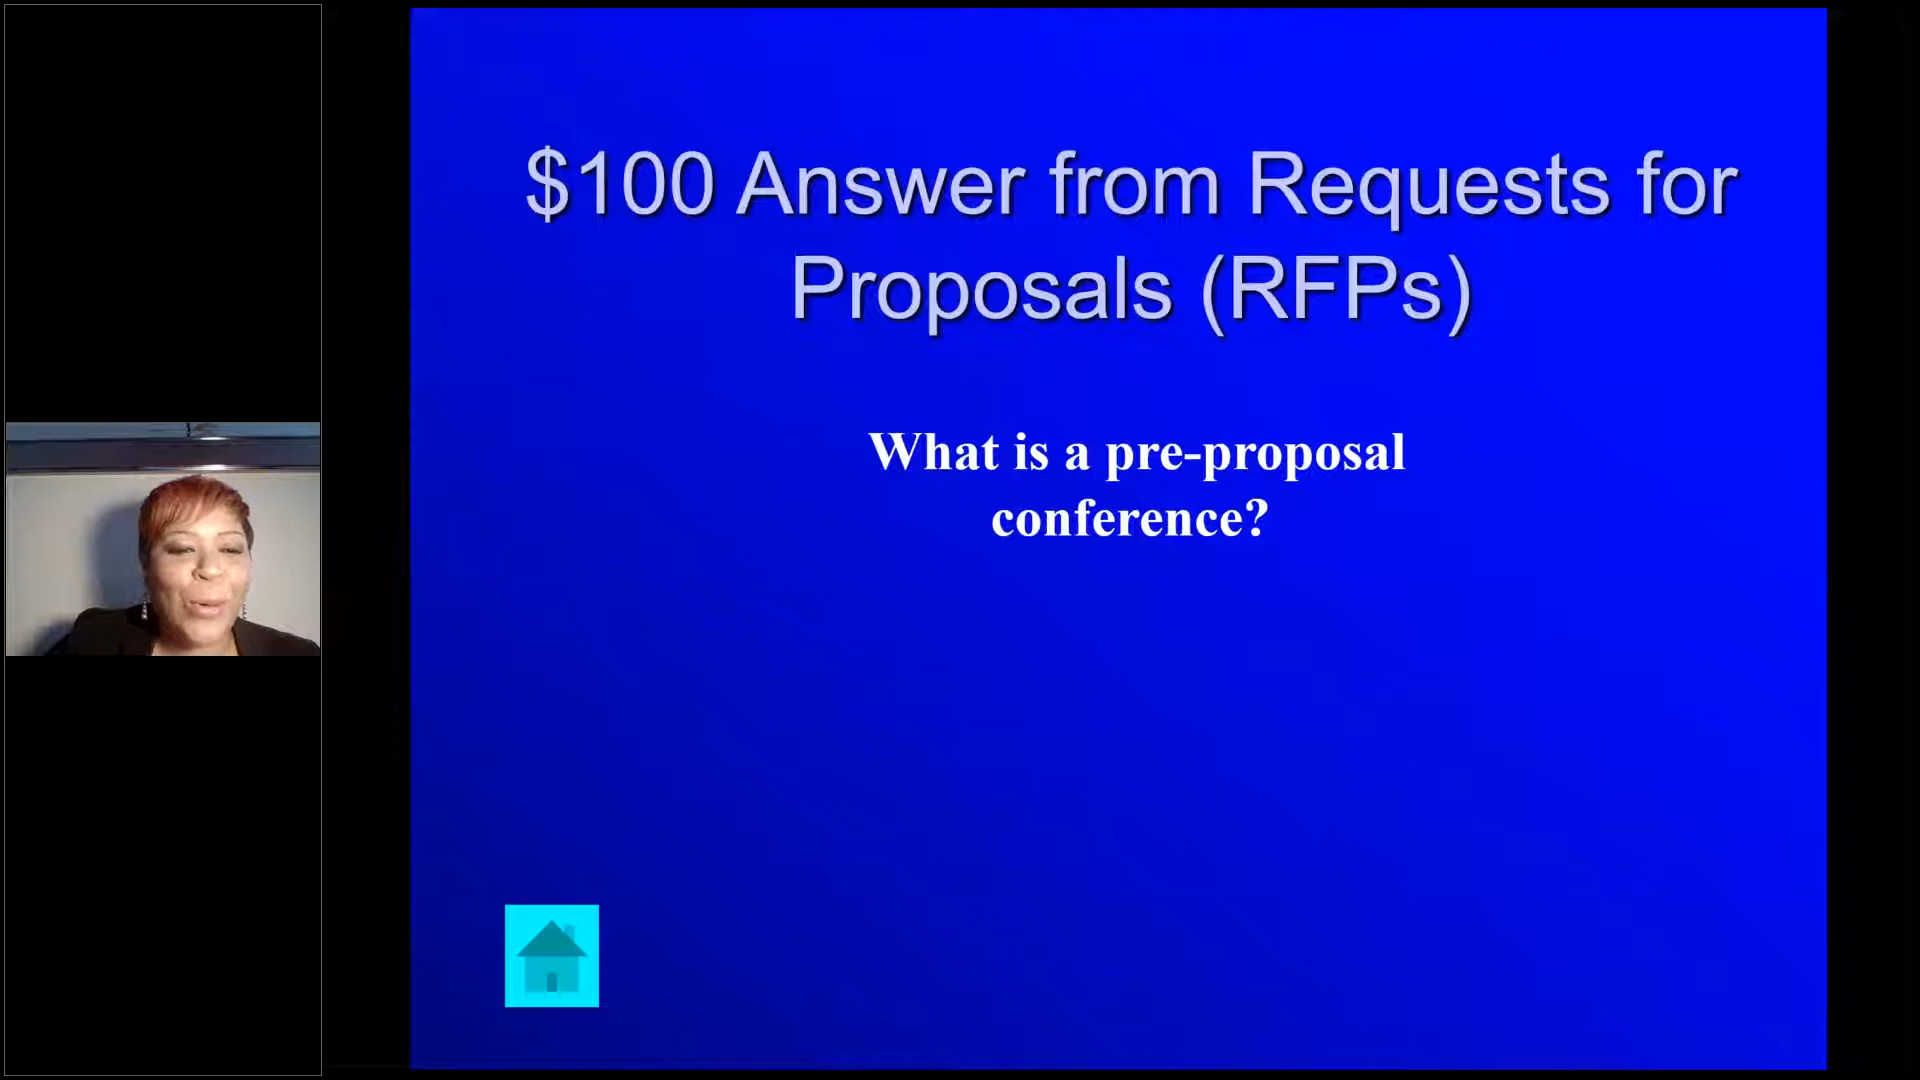 $100 Answer from Requests for
Proposals (RFPs)
What is a pre-proposal
conference?